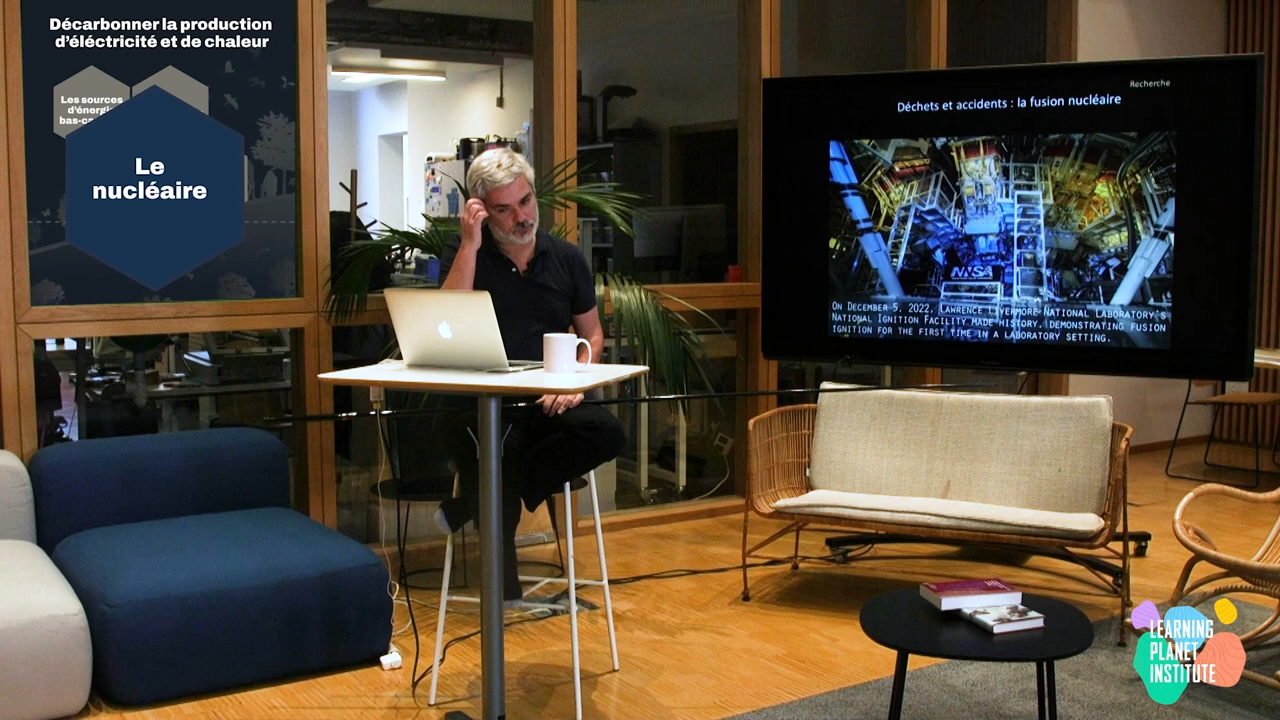 Décarbonner la production
d'éléctricité et de chaleur
Les sources
d'énergi
bas-ca
Le
nucléaire
Recherche
Déchets et accidents : la fusion nucléaire
NNSA
ON DECEMBER 5, 2022, LAWRENCE LIVERMORE NATIONAL LABORATORY'S
NATIONAL IGNITION FACILITY MADE HISTORY, DEMONSTRATING FUSION
IGNITION FOR THE FIRST TIME IN A LABORATORY SETTING.
LEARNING
PLANET
INSTITUTE